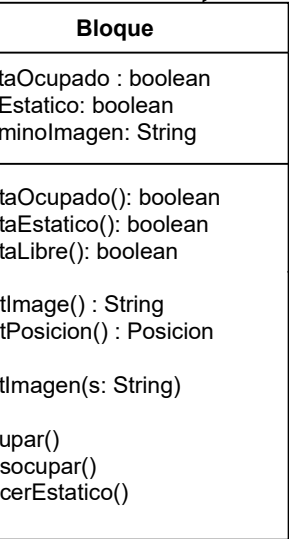 Bloque
taOcupado : boolean
Estatico: boolean
minoImagen: String
taOcupado(): boolean
taEstatico(): boolean
taLibre(): boolean
tImage() : String
tPosicion() : Posicion
tImagen(s: String)
upar()
socupar()
cerEstatico()